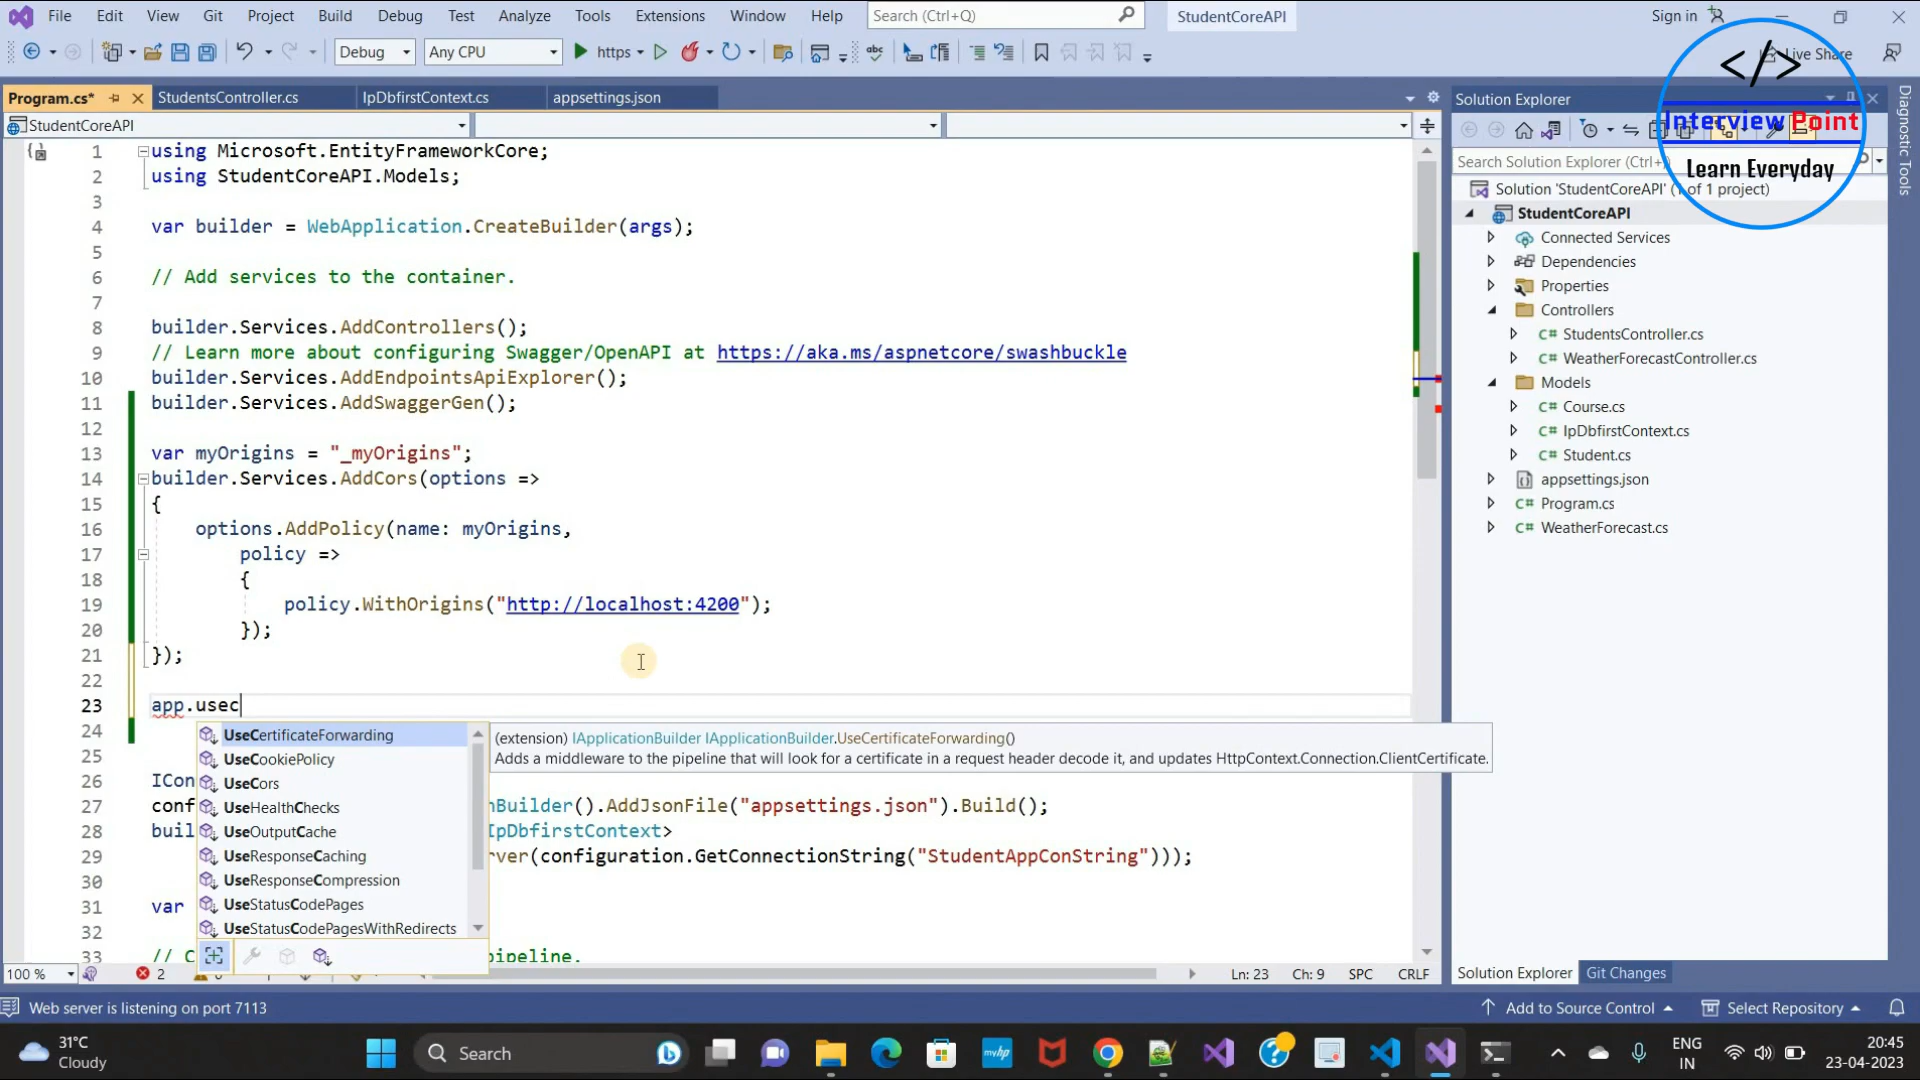 File Edit View Git Project Build Debug Test Analyze Tools Extensions Window Help Search (Ctrl+Q) StudentCoreAPI Sign in
Debug Any CPU https Live Share
Program.cs* StudentsController.cs IpDbfirstContext.cs appsettings.json
StudentCoreAPI
1 using Microsoft.EntityFrameworkCore;
2 using StudentCoreAPI.Models;
3
4 var builder = WebApplication.CreateBuilder(args);
5
6 // Add services to the container.
7
8 builder.Services.AddControllers();
9 // Learn more about configuring Swagger/OpenAPI at https://aka.ms/aspnetcore/swashbuckle
10 builder.Services.AddEndpointsApiExplorer();
11 builder.Services.AddSwaggerGen();
12
13 var myOrigins = "_myOrigins";
14 builder.Services.AddCors(options =>
15 {
16 options.AddPolicy(name: myOrigins,
17 policy =>
18 {
19 policy.WithOrigins("http://localhost:4200");
20 });
21 });
22
23 app.usec
24
25
26 ICon
27 conf nBuilder().AddJsonFile("appsettings.json").Build();
28 buil IpDbfirstContext>
29 rver(configuration.GetConnectionString("StudentAppConString")));
30
31 var
32
33 // C pipeline.
UseCertificateForwarding
UseCookiePolicy
UseCors
UseHealthChecks
UseOutputCache
UseResponseCaching
UseResponseCompression
UseStatusCodePages
UseStatusCodePagesWithRedirects
(extension) IApplicationBuilder IApplicationBuilder.UseCertificateForwarding()
Adds a middleware to the pipeline that will look for a certificate in a request header decode it, and updates HttpContext.Connection.ClientCertificate.
100 % 2 Ln: 23 Ch: 9 SPC CRLF
Solution Explorer
Search Solution Explorer (Ctrl+
Solution 'StudentCoreAPI' (1 of 1 project)
StudentCoreAPI
Connected Services
Dependencies
Properties
Controllers
C# StudentsController.cs
C# WeatherForecastController.cs
Models
C# Course.cs
C# IpDbfirstContext.cs
C# Student.cs
appsettings.json
C# Program.cs
C# WeatherForecast.cs
Solution Explorer Git Changes
Diagnostic Tools
</>
Interview Point
Learn Everyday
Web server is listening on port 7113 Add to Source Control Select Repository
31°C
Cloudy
Search
myhp
ENG
IN
20:45
23-04-2023